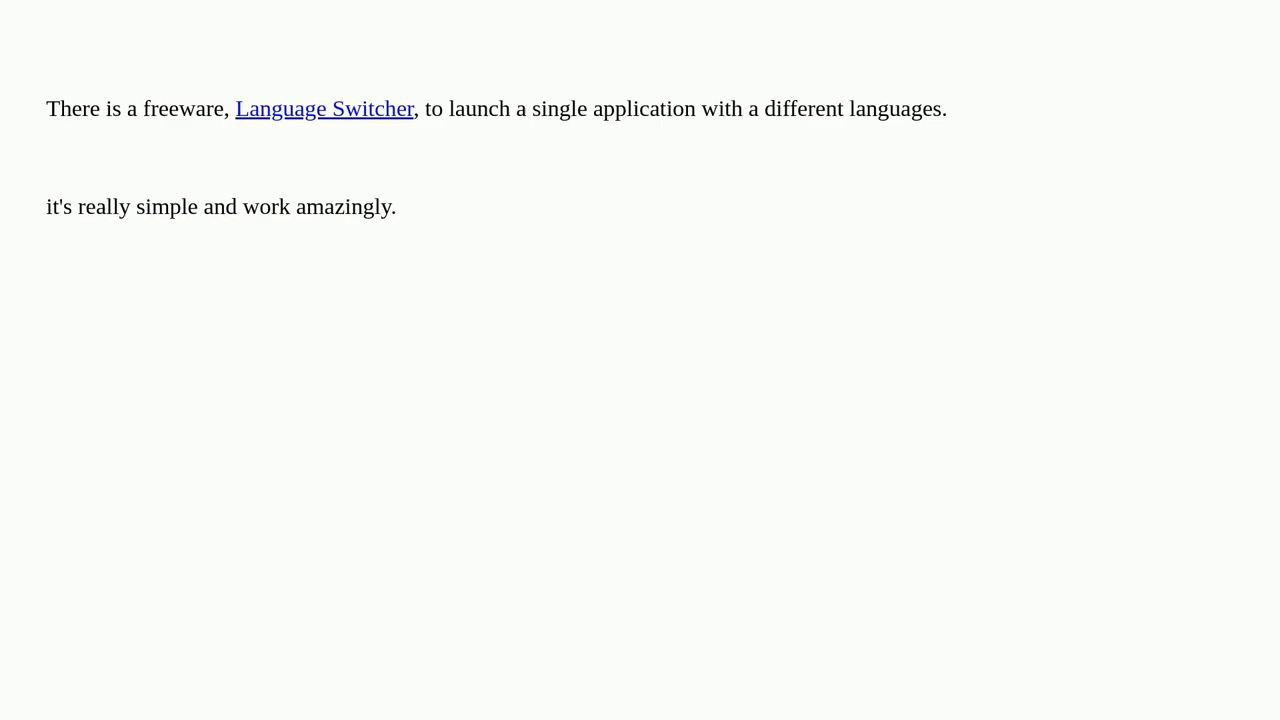 There is a freeware, Language Switcher, to launch a single application with a different languages.
it's really simple and work amazingly.